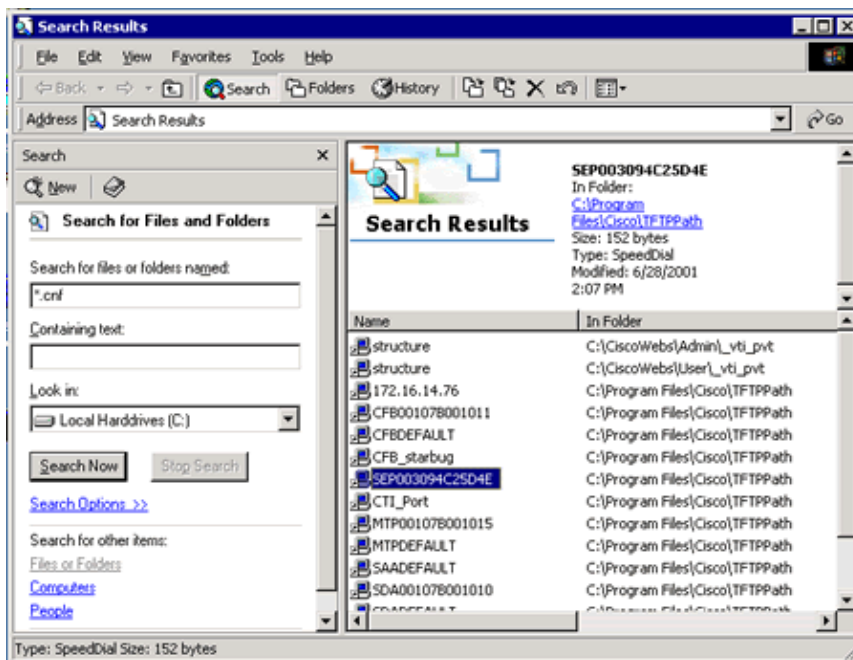 Search Results
File Edit View Favorites Tools Help
Back Search Folders History
Address Search Results Go
Search
New
Search for Files and Folders
Search for files or folders named:
*.cnf
Containing text:
Look in:
Local Harddrives (C:)
Search Now Stop Search
Search Options >>
Search for other items:
Files or Folders
Computers
People
Search Results
SEP003094C25D4E
In Folder:
C:\Program
Files\Cisco\TFTPPath
Size: 152 bytes
Type: SpeedDial
Modified: 6/28/2001
2:07 PM
Name In Folder
structure C:\CiscoWebs\Admin\_vti_pvt
structure C:\CiscoWebs\User\_vti_pvt
172.16.14.76 C:\Program Files\Cisco\TFTPPath
CFB00107B001011 C:\Program Files\Cisco\TFTPPath
CFBDEFAULT C:\Program Files\Cisco\TFTPPath
CFB_starbug C:\Program Files\Cisco\TFTPPath
SEP003094C25D4E C:\Program Files\Cisco\TFTPPath
CTI_Port C:\Program Files\Cisco\TFTPPath
MTP00107B001015 C:\Program Files\Cisco\TFTPPath
MTPDEFAULT C:\Program Files\Cisco\TFTPPath
SAADEFAULT C:\Program Files\Cisco\TFTPPath
SDA00107B001010 C:\Program Files\Cisco\TFTPPath
C:\Program Files\Cisco\TFTPPath
Type: SpeedDial Size: 152 bytes